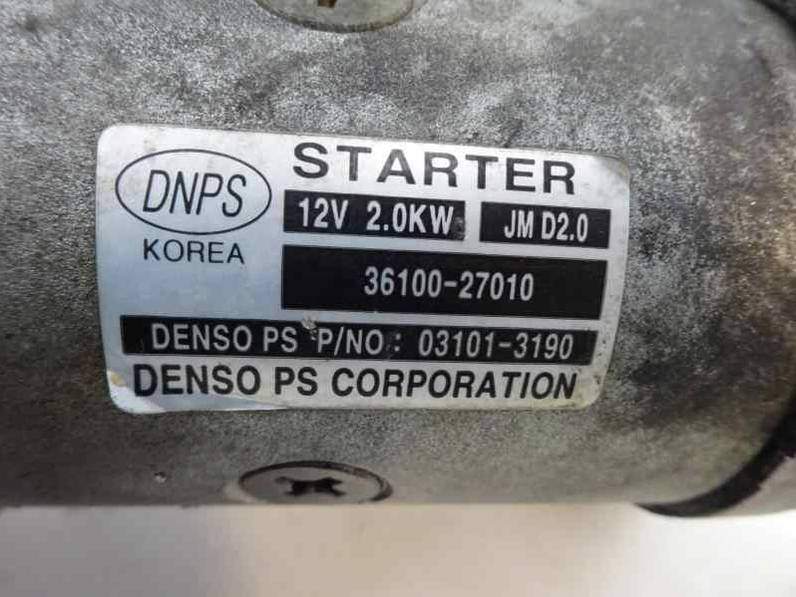 DNPS
KOREA
STARTER
12V 2.0KW JM D2.0
36100-27010
DENSO PS P/NO : 03101-3190
DENSO PS CORPORATION